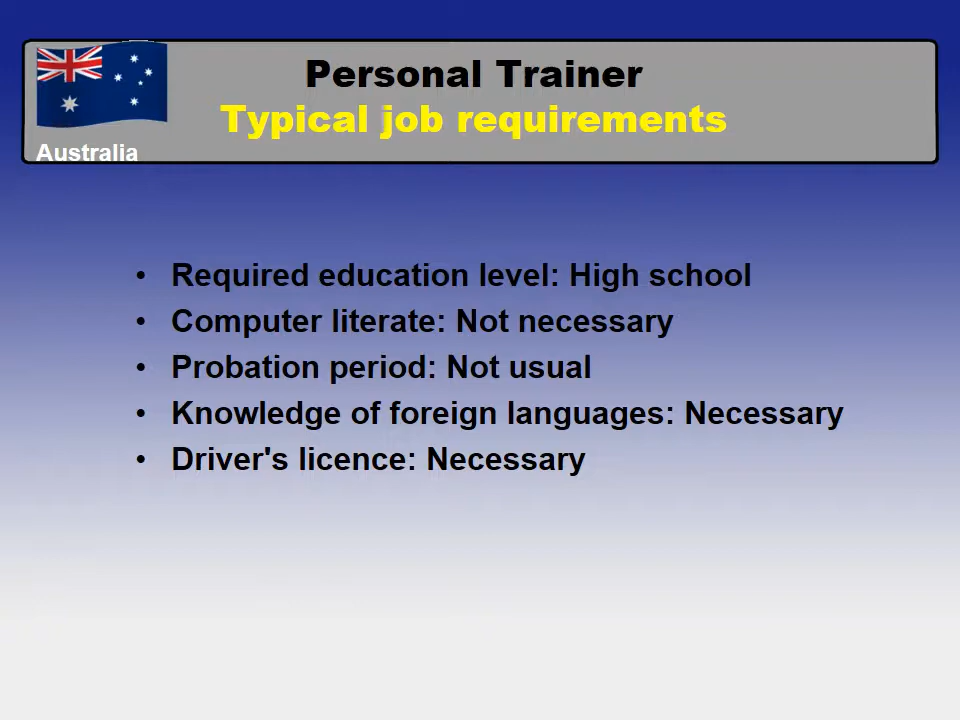 Personal Trainer
Typical job requirements
Australia
• Required education level: High school
• Computer literate: Not necessary
• Probation period: Not usual
• Knowledge of foreign languages: Necessary
• Driver's licence: Necessary